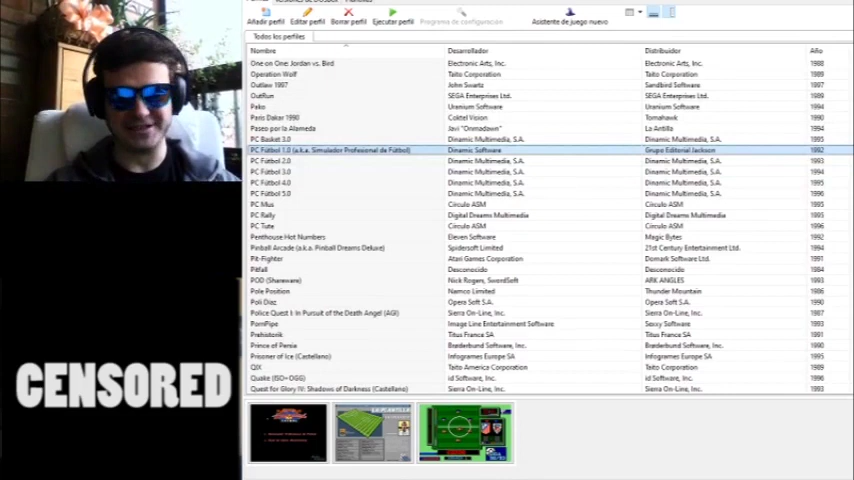 Añadir perfil Editar perfil Borrar perfil Ejecutar perfil Programa de configuración Asistente de juego nuevo
Todos los perfiles
Nombre Desarrollador Distribuidor Año
One on One: Jordan vs. Bird Electronic Arts, Inc. Electronic Arts, Inc. 1988
Operation Wolf Taito Corporation Taito Corporation 1989
Outlaw 1997 John Swartz Sandbird Software 1997
OutRun SEGA Enterprises Ltd. SEGA Enterprises Ltd. 1989
Pako Uranium Software Uranium Software 1994
Paris Dakar 1990 Coktel Vision Tomahawk 1990
Paseo por la Alameda Javi "Onmadawn" La Antilla 1994
PC Basket 3.0 Dinamic Multimedia, S.A. Dinamic Multimedia, S.A. 1995
PC Fútbol 1.0 (a.k.a. Simulador Profesional de Fútbol) Dinamic Software Grupo Editorial Jackson 1992
PC Fútbol 2.0 Dinamic Multimedia, S.A. Dinamic Multimedia, S.A. 1993
PC Fútbol 3.0 Dinamic Multimedia, S.A. Dinamic Multimedia, S.A. 1994
PC Fútbol 4.0 Dinamic Multimedia, S.A. Dinamic Multimedia, S.A. 1995
PC Fútbol 5.0 Dinamic Multimedia, S.A. Dinamic Multimedia, S.A. 1996
PC Mus Círculo ASM Círculo ASM 1995
PC Rally Digital Dreams Multimedia Digital Dreams Multimedia 1995
PC Tute Círculo ASM Círculo ASM 1996
Penthouse Hot Numbers Eleven Software Magic Bytes 1992
Pinball Arcade (a.k.a. Pinball Dreams Deluxe) Spidersoft Limited 21st Century Entertainment Ltd. 1994
Pit-Fighter Atari Games Corporation Domark Software Ltd. 1991
Pitfall Desconocido Desconocido 1984
POD (Shareware) Nick Rogers, SwordSoft ARK ANGLES 1993
Pole Position Namco Limited Thunder Mountain 1986
Poli Díaz Opera Soft S.A. Opera Soft S.A. 1990
Police Quest I: In Pursuit of the Death Angel (AGI) Sierra On-Line, Inc. Sierra On-Line, Inc. 1987
PornPipe Image Line Entertainment Software Sexxy Software 1993
Prehistorik Titus France SA Titus France SA 1991
Prince of Persia Brøderbund Software, Inc. Brøderbund Software, Inc. 1990
Prisoner of Ice (Castellano) Infogrames Europe SA Infogrames Europe SA 1995
QIX Taito America Corporation Taito Corporation 1989
Quake (ISO+OGG) id Software, Inc. id Software, Inc. 1996
Quest for Glory IV: Shadows of Darkness (Castellano) Sierra On-Line, Inc. Sierra On-Line, Inc. 1993
CENSORED
LA PLANTILLA